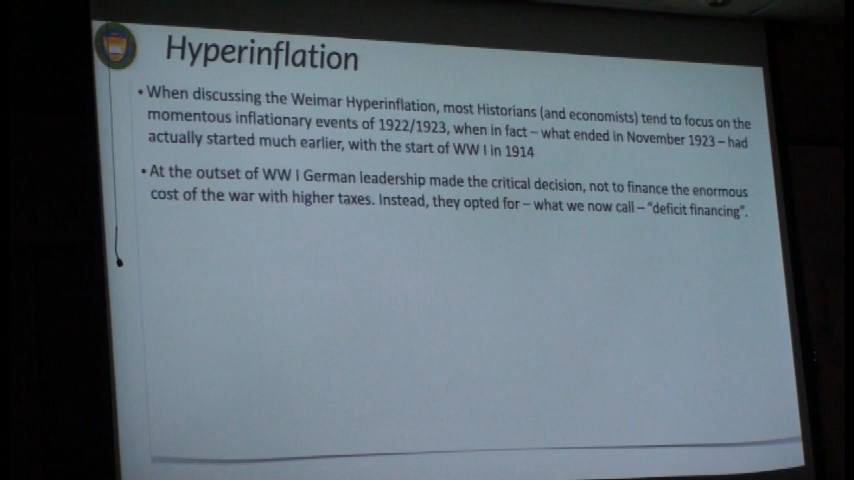 Hyperinflation
• When discussing the Weimar Hyperinflation, most Historians (and economists) tend to focus on the
momentous inflationary events of 1922/1923, when in fact – what ended in November 1923 – had
actually started much earlier, with the start of WW I in 1914
• At the outset of WW I German leadership made the critical decision, not to finance the enormous
cost of the war with higher taxes. Instead, they opted for – what we now call – “deficit financing”.